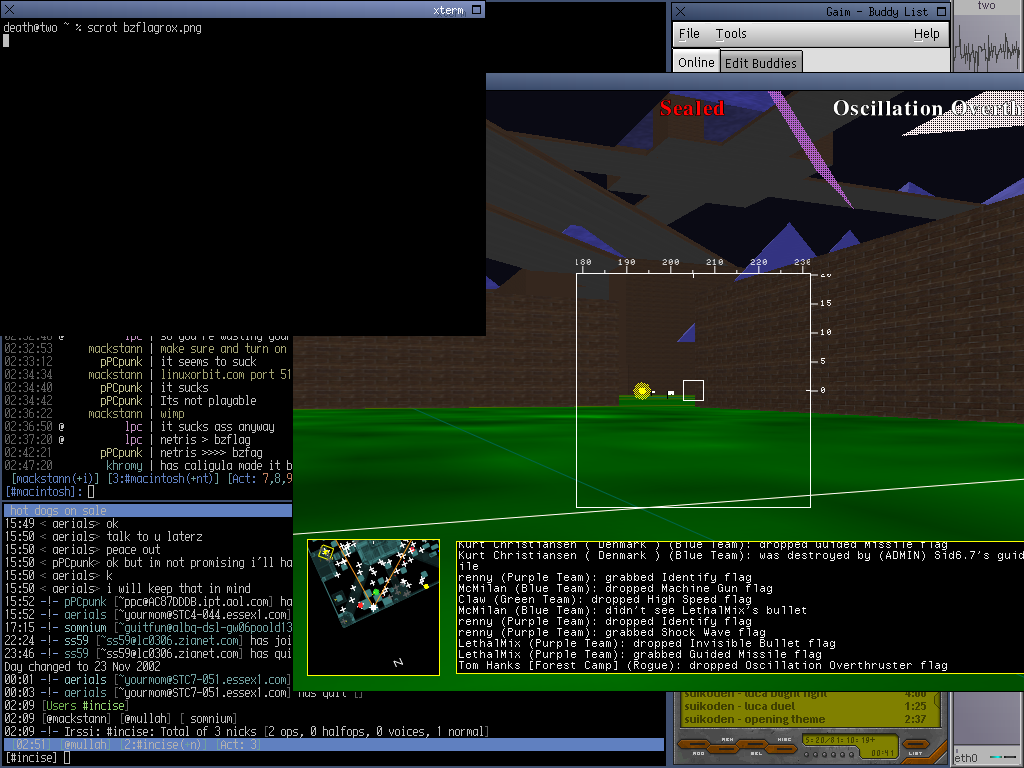 xterm
death@two ~ % scrot bzflagrox.png
Gaim - Buddy List
File Tools Help
Online Edit Buddies
two
Sealed
Oscillation Overth
180 190 200 210 220 230
20
15
10
5
0
02:32:40 @ lpc | so you're wasting your
02:32:53 mackstann | make sure and turn on
02:33:12 pPCpunk | it seems to suck
02:34:34 mackstann | linuxorbit.com port 51
02:34:40 pPCpunk | it sucks
02:34:40 pPCpunk | Its not playable
02:36:22 mackstann | wimp
02:36:50 @ lpc | it sucks ass anyway
02:37:20 @ lpc | netris > bzflag
02:42:21 pPCpunk | netris >>>> bzfag
02:47:20 khromy | has caligula made it b
[mackstann(+i)] [3:#macintosh(+nt)] [Act: 7,8,9
[#macintosh]:
hot dogs on sale
15:49 < aerials> ok
15:50 < aerials> talk to u laterz
15:50 < aerials> peace out
15:50 < pPCpunk> ok but im not promising i'll ha
15:50 < aerials> k
15:50 < aerials> i will keep that in mind
15:52 -!- pPCpunk [~ppc@AC87DDDB.ipt.aol.com] ha
15:52 -!- aerials [~yourmom@STC4-044.essex1.com]
17:15 -!- somnium [~guitfun@albq-dsl-gw06poold13
22:24 -!- ss59 [~ss59@lc0306.zianet.com] has joi
23:46 -!- ss59 [~ss59@lc0306.zianet.com] has qui
Day changed to 23 Nov 2002
00:01 -!- aerials [~yourmom@STC7-051.essex1.com]
00:03 -!- aerials [~yourmom@STC7-051.essex1.com] has quit []
02:09 [Users #incise]
02:09 [@mackstann] [@mullah] [ somnium]
02:09 -!- Irssi: #incise: Total of 3 nicks [2 ops, 0 halfops, 0 voices, 1 normal]
[02:51] [@mullah] [2:#incise(+n)] [Act: 3]
[#incise]
N
Kurt Christiansen ( Denmark ) (Blue Team): dropped Guided Missile flag
Kurt Christiansen ( Denmark ) (Blue Team): was destroyed by (ADMIN) Sid6.7's guid
ile
renny (Purple Team): grabbed Identify flag
McMilan (Blue Team): dropped Machine Gun flag
Claw (Green Team): dropped High Speed flag
McMilan (Blue Team): didn't see LethalMix's bullet
renny (Purple Team): dropped Identify flag
renny (Purple Team): grabbed Shock Wave flag
LethalMix (Purple Team): dropped Invisible Bullet flag
LethalMix (Purple Team): grabbed Guided Missile flag
Tom Hanks [Forest Camp] (Rogue): dropped Oscillation Overthruster flag
suikoden - luca bught fight 4:00
suikoden - luca duel 1:25
suikoden - opening theme 2:37
ADD REM SEL MISC
00:41
LIST
eth0